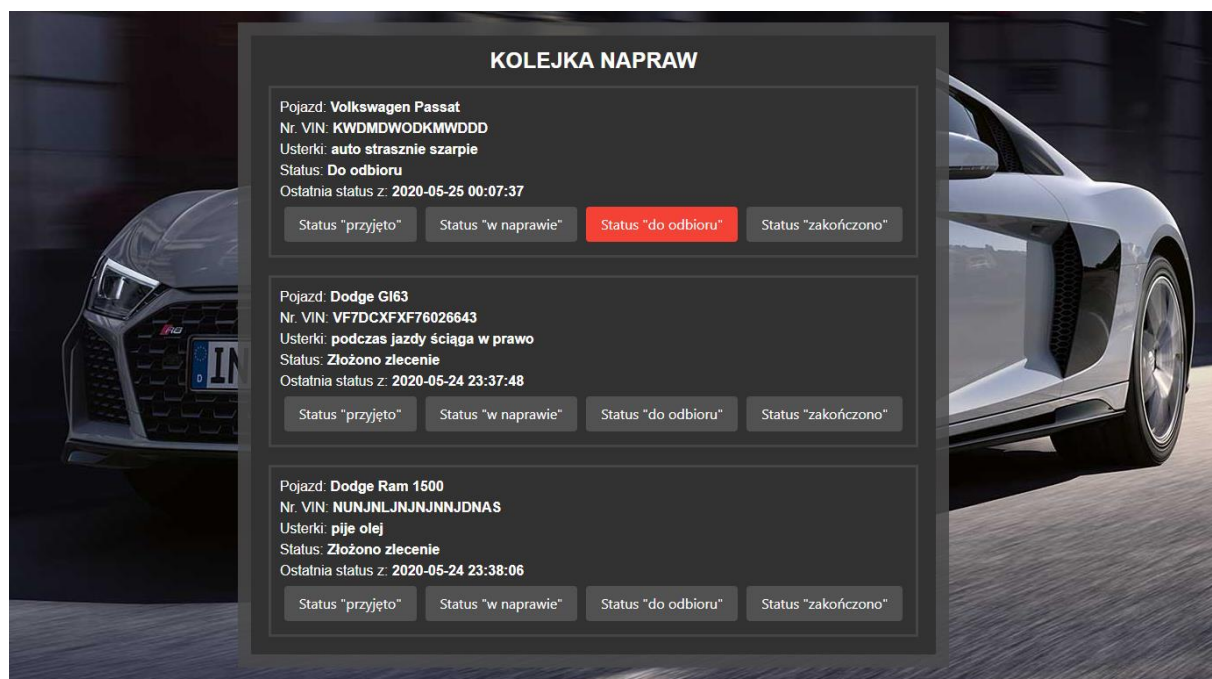 KOLEJKA NAPRAW
Pojazd: Volkswagen Passat
Nr. VIN: KWDMDWODKMWDDD
Usterki: auto strasznie szarpie
Status: Do odbioru
Ostatnia status z: 2020-05-25 00:07:37
Status "przyjęto" Status "w naprawie" Status "do odbioru" Status "zakończono"
Pojazd: Dodge Gl63
Nr. VIN: VF7DCXFXF76026643
Usterki: podczas jazdy ściąga w prawo
Status: Złożono zlecenie
Ostatnia status z: 2020-05-24 23:37:48
Status "przyjęto" Status "w naprawie" Status "do odbioru" Status "zakończono"
Pojazd: Dodge Ram 1500
Nr. VIN: NUNJNLJNJNJNNJDNAS
Usterki: pije olej
Status: Złożono zlecenie
Ostatnia status z: 2020-05-24 23:38:06
Status "przyjęto" Status "w naprawie" Status "do odbioru" Status "zakończono"
R8
D IN